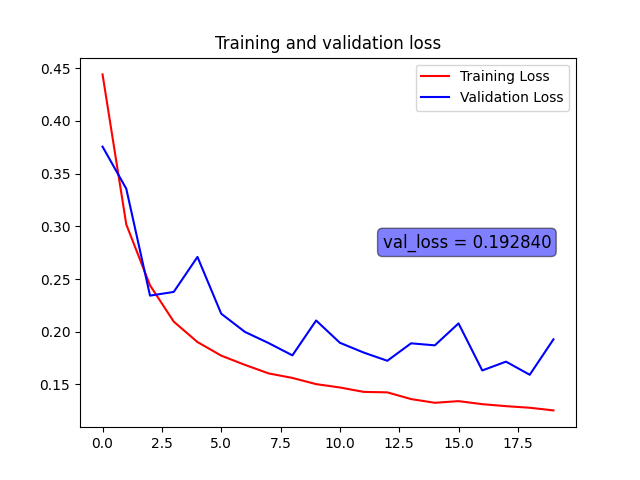 Training and validation loss
0.45
0.40
0.35
0.30
0.25
0.20
0.15
Training Loss
Validation Loss
val_loss = 0.192840
0.0 2.5 5.0 7.5 10.0 12.5 15.0 17.5